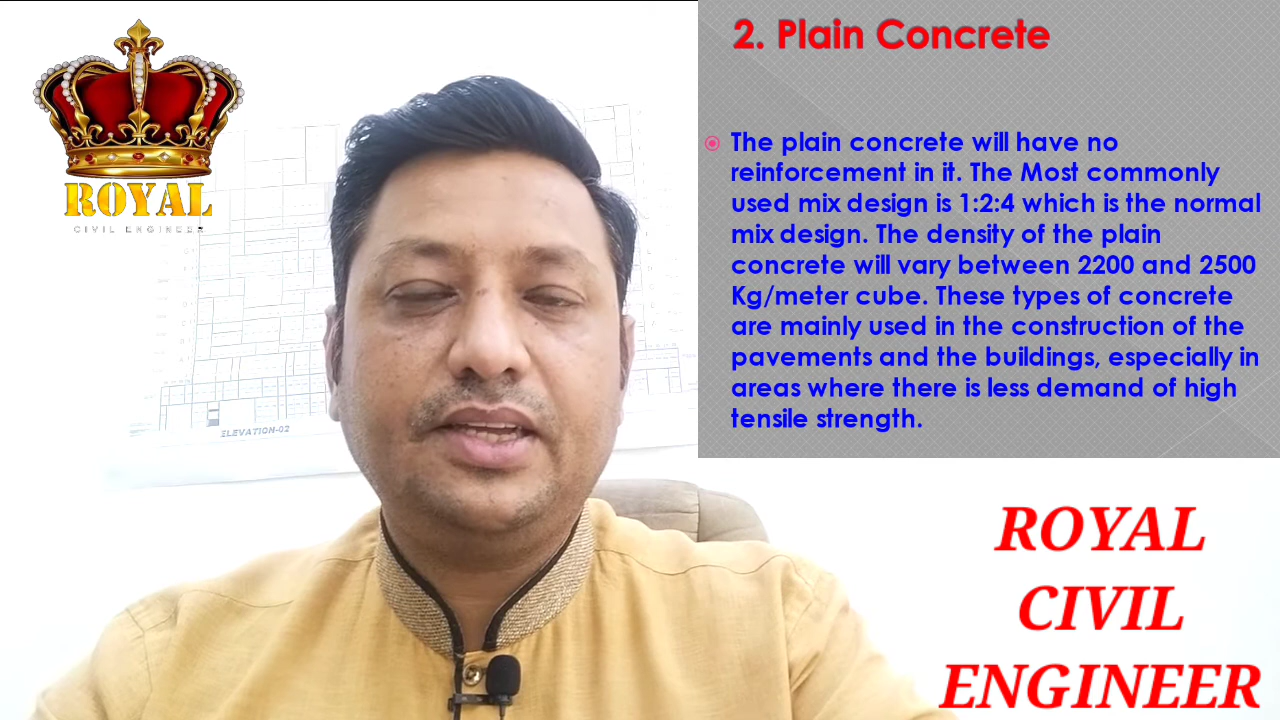 ROYAL
CIVIL ENGINEER
ELEVATION-02
2. Plain Concrete
The plain concrete will have no
reinforcement in it. The Most commonly
used mix design is 1:2:4 which is the normal
mix design. The density of the plain
concrete will vary between 2200 and 2500
Kg/meter cube. These types of concrete
are mainly used in the construction of the
pavements and the buildings, especially in
areas where there is less demand of high
tensile strength.
ROYAL
CIVIL
ENGINEER